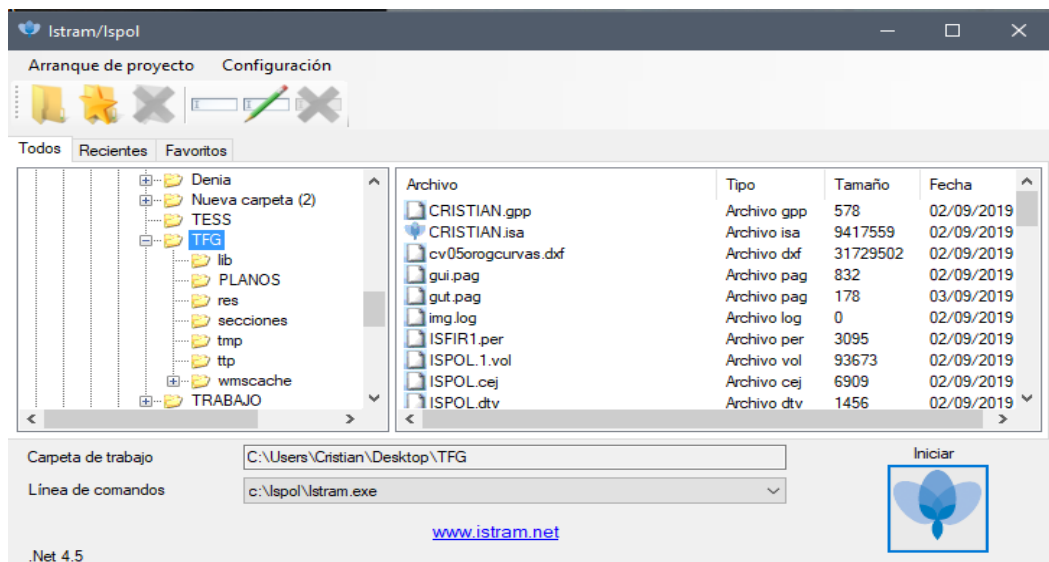 Istram/Ispol
Arranque de proyecto Configuración
Todos Recientes Favoritos
Denia
Nueva carpeta (2)
TESS
TFG
lib
PLANOS
res
secciones
tmp
ttp
wmscache
TRABAJO
Archivo Tipo Tamaño Fecha
CRISTIAN.gpp Archivo gpp 578 02/09/2019
CRISTIAN.isa Archivo isa 9417559 02/09/2019
cv05orogcurvas.dxf Archivo dxf 31729502 02/09/2019
gui.pag Archivo pag 832 02/09/2019
gut.pag Archivo pag 178 03/09/2019
img.log Archivo log 0 02/09/2019
ISFIR1.per Archivo per 3095 02/09/2019
ISPOL.1.vol Archivo vol 93673 02/09/2019
ISPOL.cej Archivo cej 6909 02/09/2019
ISPOL.dtv Archivo dtv 1456 02/09/2019
Carpeta de trabajo C:\Users\Cristian\Desktop\TFG
Línea de comandos c:\Ispol\Istram.exe
Iniciar
www.istram.net
.Net 4.5